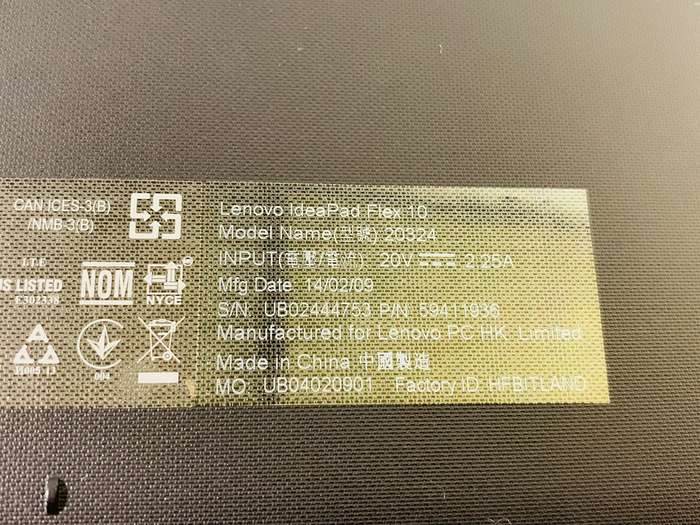 CAN ICES-3(B)
/NMB-3(B)
I.T.E.
US LISTED
E302338
NOM
NYCE
Lenovo IdeaPad Flex 10
Model Name(型號) 20324
INPUT(電壓/電流) 20V 2.25A
Mfg Date 14/02/09
S/N: UB02444753 P/N 59411936
Manufactured for Lenovo PC HK. Limited
Made in China 中國製造
MO UB04020901 Factory ID: HFBITLAND